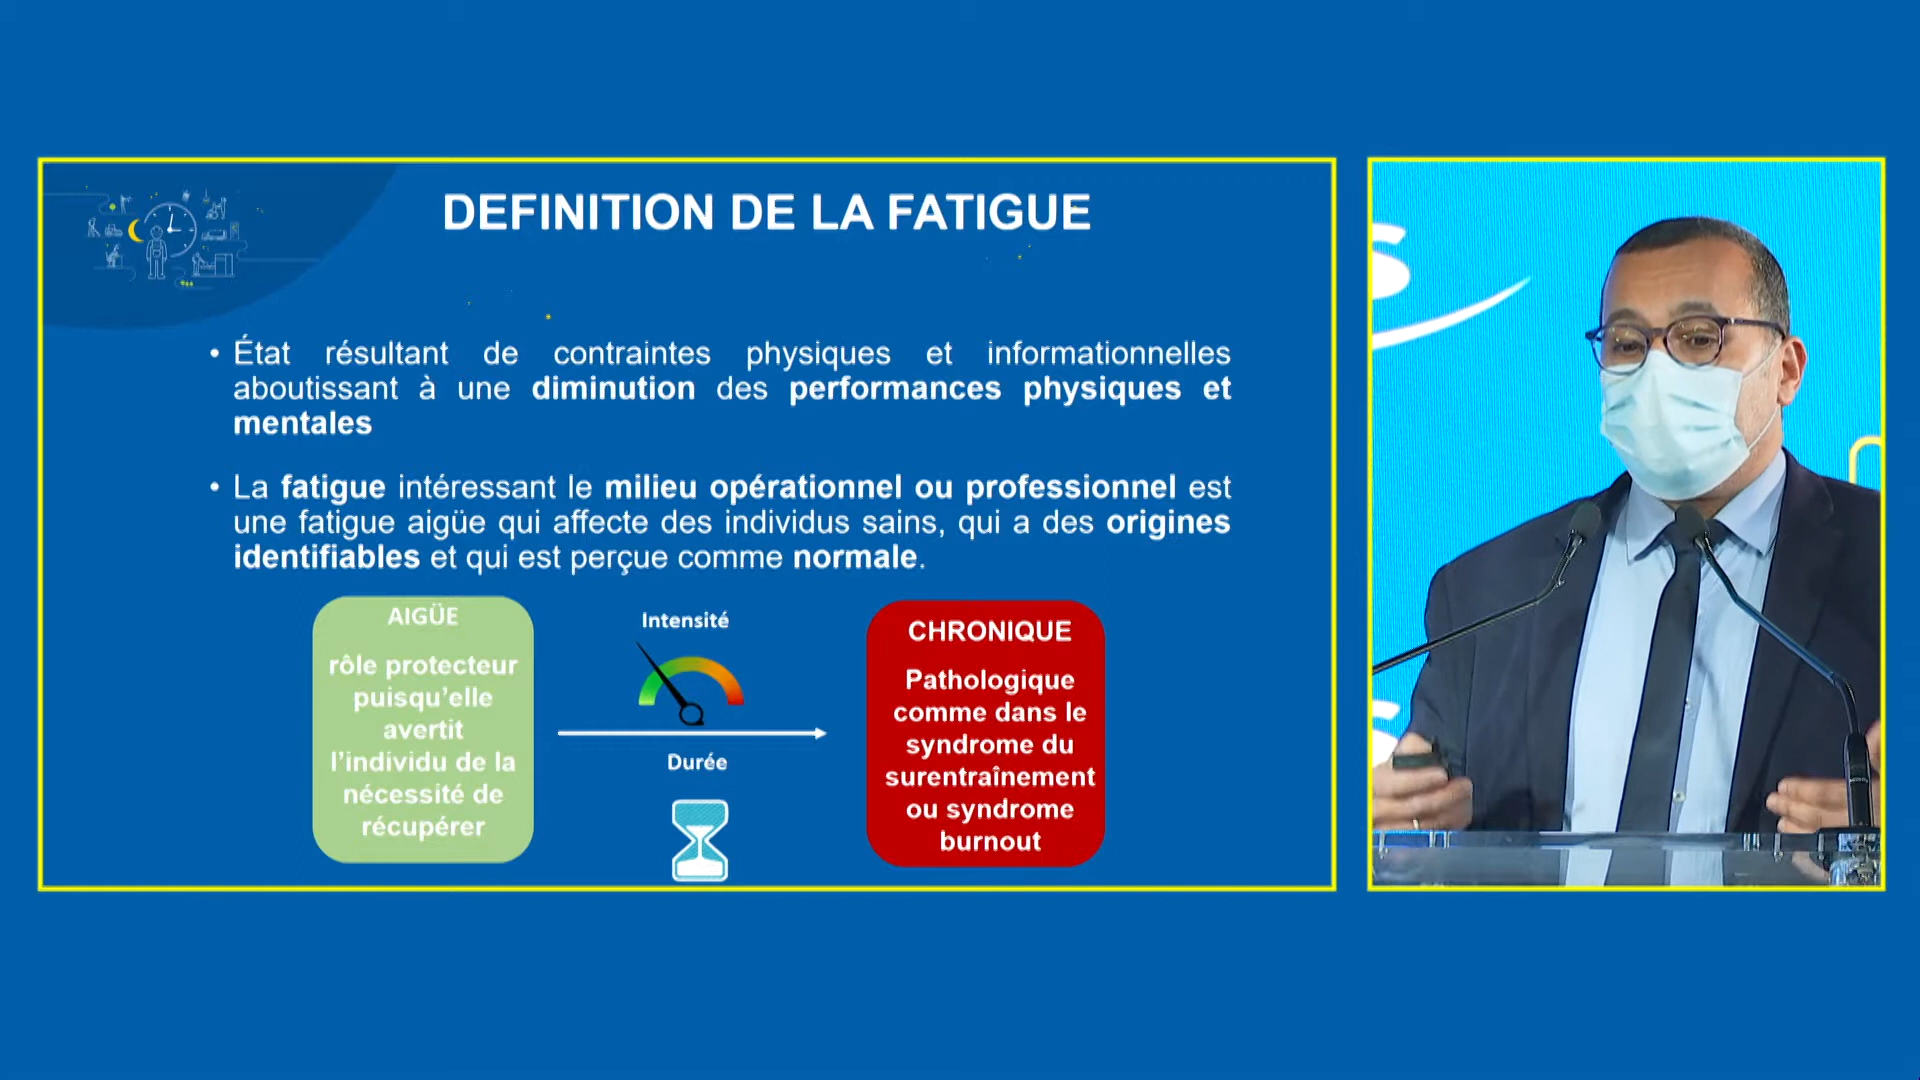 DEFINITION DE LA FATIGUE
• État résultant de contraintes physiques et informationnelles
aboutissant à une diminution des performances physiques et
mentales
• La fatigue intéressant le milieu opérationnel ou professionnel est
une fatigue aigüe qui affecte des individus sains, qui a des origines
identifiables et qui est perçue comme normale.
AIGÜE
rôle protecteur
puisqu'elle
avertit
l'individu de la
nécessité de
récupérer
Intensité
Durée
CHRONIQUE
Pathologique
comme dans le
syndrome du
surentraînement
ou syndrome
burnout
s
s